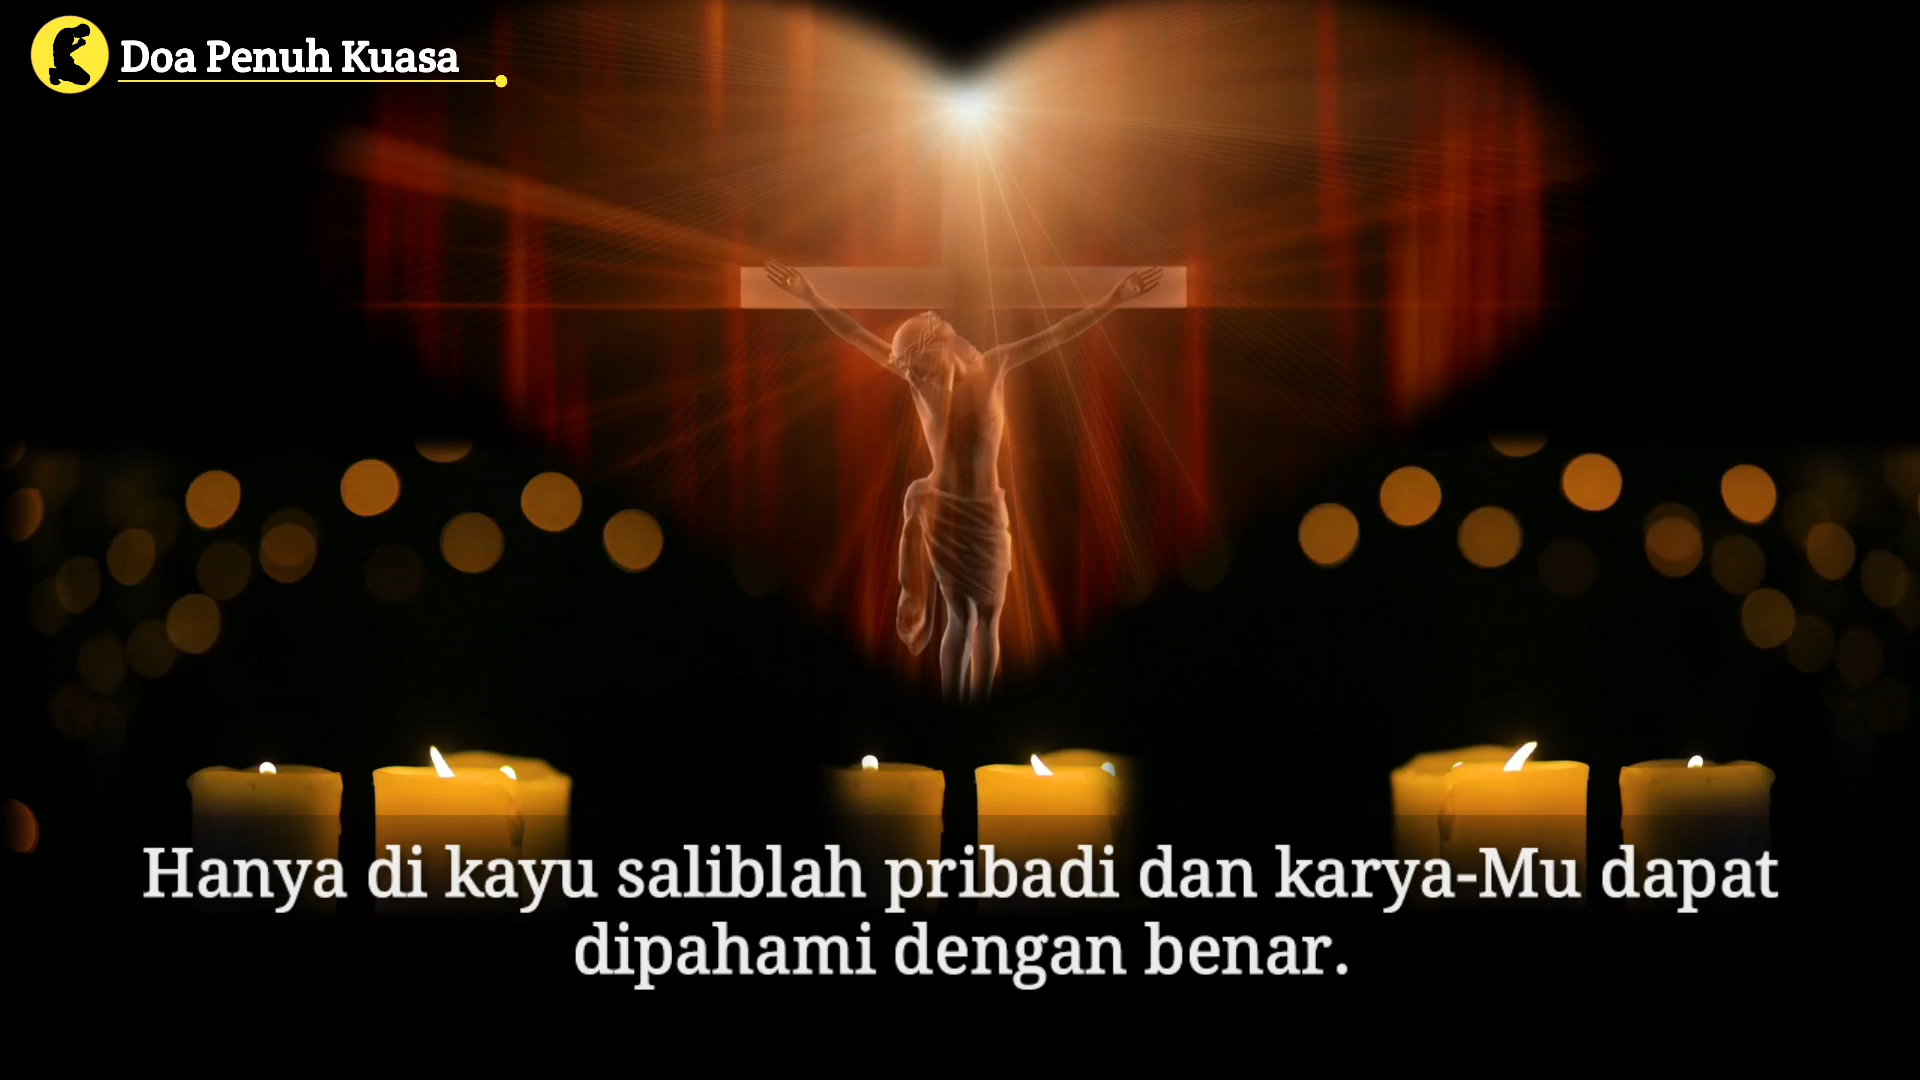 Doa Penuh Kuasa
Hanya di kayu saliblah pribadi dan karya-Mu dapat
dipahami dengan benar.